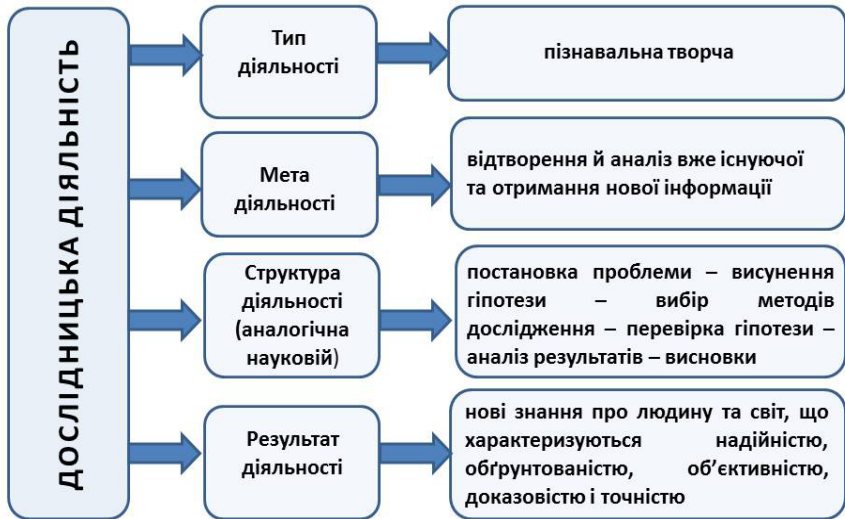 ДОСЛІДНИЦЬКА ДІЯЛЬНІСТЬ
Тип
діяльності
пізнавальна творча
Мета
діяльності
відтворення й аналіз вже існуючої
та отримання нової інформації
Структура
діяльності
(аналогічна
науковій)
постановка проблеми – висунення
гіпотези – вибір методів
дослідження – перевірка гіпотези –
аналіз результатів – висновки
Результат
діяльності
нові знання про людину та світ, що
характеризуються надійністю,
обґрунтованістю, об’єктивністю,
доказовістю і точністю